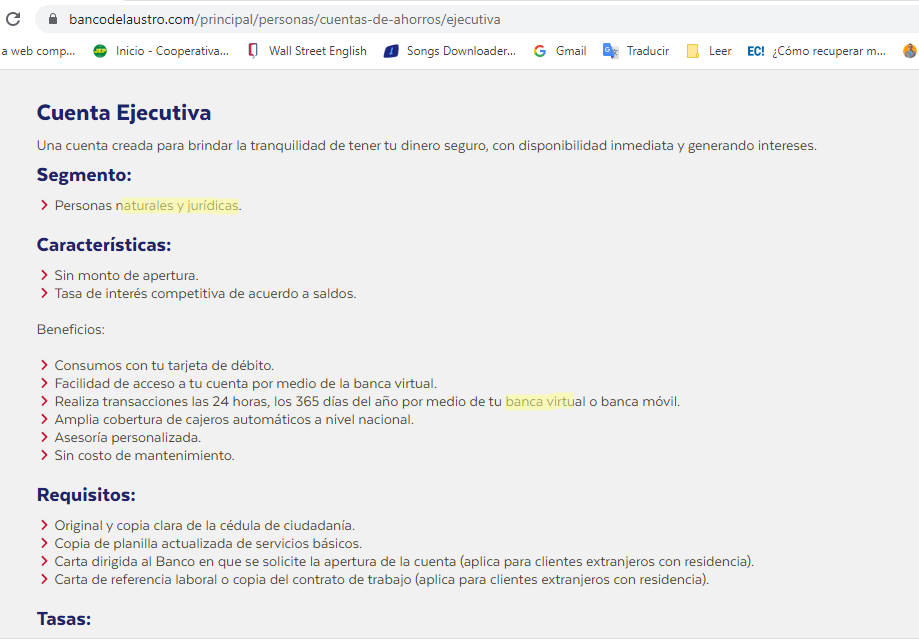 bancodelaustro.com/principal/personas/cuentas-de-ahorros/ejecutiva
a web comp... JEP Inicio - Cooperativa... Wall Street English J Songs Downloader... G Gmail Traducir Leer EC! ¿Cómo recuperar m...
Cuenta Ejecutiva
Una cuenta creada para brindar la tranquilidad de tener tu dinero seguro, con disponibilidad inmediata y generando intereses.
Segmento:
Personas naturales y jurídicas.
Características:
Sin monto de apertura.
Tasa de interés competitiva de acuerdo a saldos.
Beneficios:
Consumos con tu tarjeta de débito.
Facilidad de acceso a tu cuenta por medio de la banca virtual.
Realiza transacciones las 24 horas, los 365 días del año por medio de tu banca virtual o banca móvil.
Amplia cobertura de cajeros automáticos a nivel nacional.
Asesoría personalizada.
Sin costo de mantenimiento.
Requisitos:
Original y copia clara de la cédula de ciudadanía.
Copia de planilla actualizada de servicios básicos.
Carta dirigida al Banco en que se solicite la apertura de la cuenta (aplica para clientes extranjeros con residencia).
Carta de referencia laboral o copia del contrato de trabajo (aplica para clientes extranjeros con residencia).
Tasas: